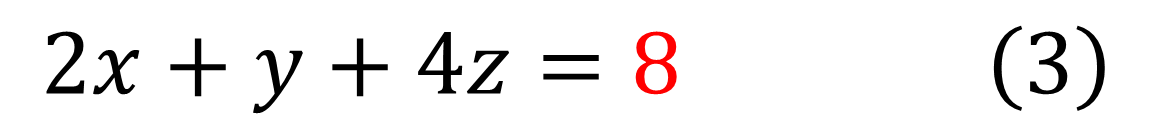 2x + y + 4z = 8 (3)